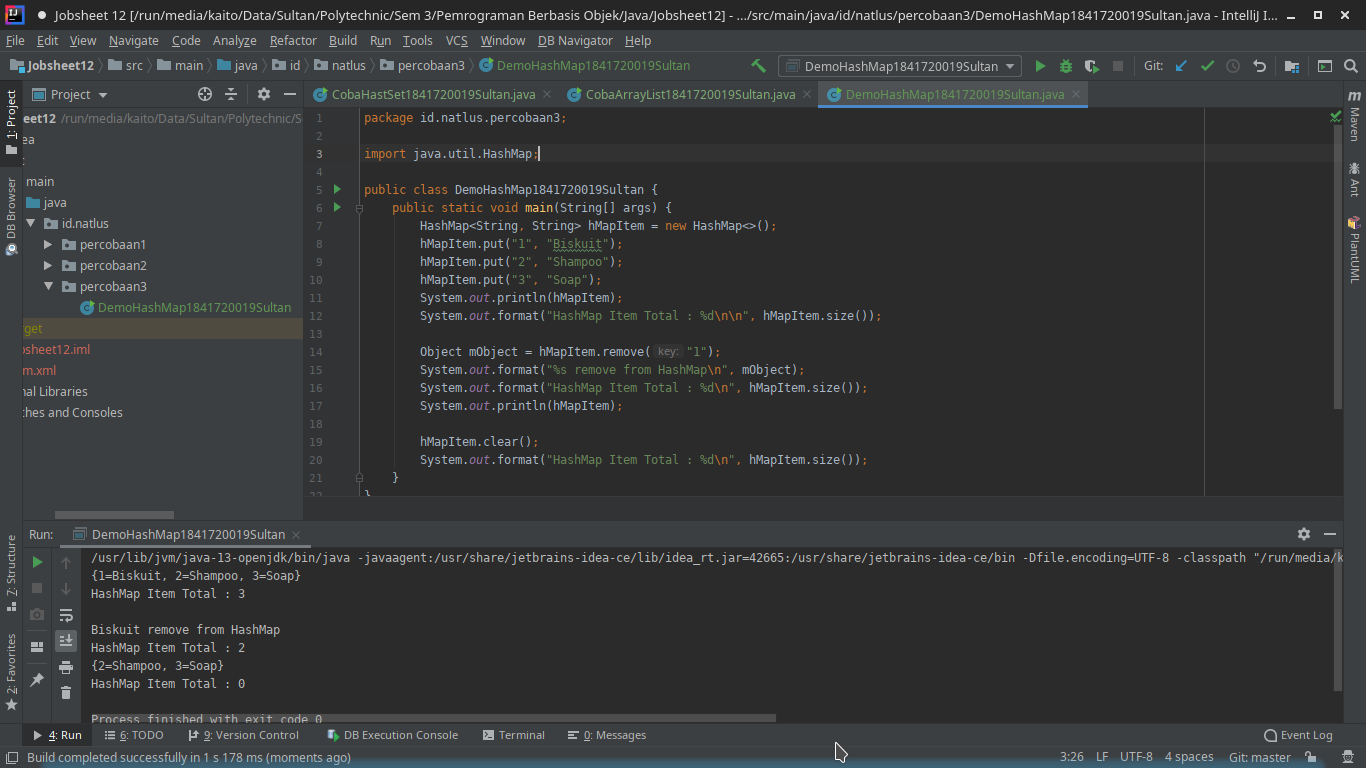 Jobsheet 12 [/run/media/kaito/Data/Sultan/Polytechnic/Sem 3/Pemrograman Berbasis Objek/Java/Jobsheet12] - .../src/main/java/id/natlus/percobaan3/DemoHashMap1841720019Sultan.java - IntelliJ I...
File Edit View Navigate Code Analyze Refactor Build Run Tools VCS Window DB Navigator Help
Jobsheet12 src main java id natlus percobaan3 DemoHashMap1841720019Sultan DemoHashMap1841720019Sultan Git:
1: Project
DB Browser
7: Structure
2: Favorites
Project
eet12 /run/media/kaito/Data/Sultan/Polytechnic/S
ea
main
java
id.natlus
percobaan1
percobaan2
percobaan3
DemoHashMap1841720019Sultan
get
osheet12.iml
m.xml
nal Libraries
ches and Consoles
CobaHastSet1841720019Sultan.java CobaArrayList1841720019Sultan.java DemoHashMap1841720019Sultan.java
1 package id.natlus.percobaan3;
2
3 import java.util.HashMap;
4
5 public class DemoHashMap1841720019Sultan {
6 public static void main(String[] args) {
7 HashMap<String, String> hMapItem = new HashMap<>();
8 hMapItem.put("1", "Biskuit");
9 hMapItem.put("2", "Shampoo");
10 hMapItem.put("3", "Soap");
11 System.out.println(hMapItem);
12 System.out.format("HashMap Item Total : %d\n\n", hMapItem.size());
13
14 Object mObject = hMapItem.remove( key: "1");
15 System.out.format("%s remove from HashMap\n", mObject);
16 System.out.format("HashMap Item Total : %d\n", hMapItem.size());
17 System.out.println(hMapItem);
18
19 hMapItem.clear();
20 System.out.format("HashMap Item Total : %d\n", hMapItem.size());
21 }
22 }
Maven
Ant
PlantUML
Run: DemoHashMap1841720019Sultan
/usr/lib/jvm/java-13-openjdk/bin/java -javaagent:/usr/share/jetbrains-idea-ce/lib/idea_rt.jar=42665:/usr/share/jetbrains-idea-ce/bin -Dfile.encoding=UTF-8 -classpath "/run/media/k
{1=Biskuit, 2=Shampoo, 3=Soap}
HashMap Item Total : 3
Biskuit remove from HashMap
HashMap Item Total : 2
{2=Shampoo, 3=Soap}
HashMap Item Total : 0
Process finished with exit code 0
4: Run 6: TODO 9: Version Control DB Execution Console Terminal 0: Messages Event Log
Build completed successfully in 1 s 178 ms (moments ago) 3:26 LF UTF-8 4 spaces Git: master